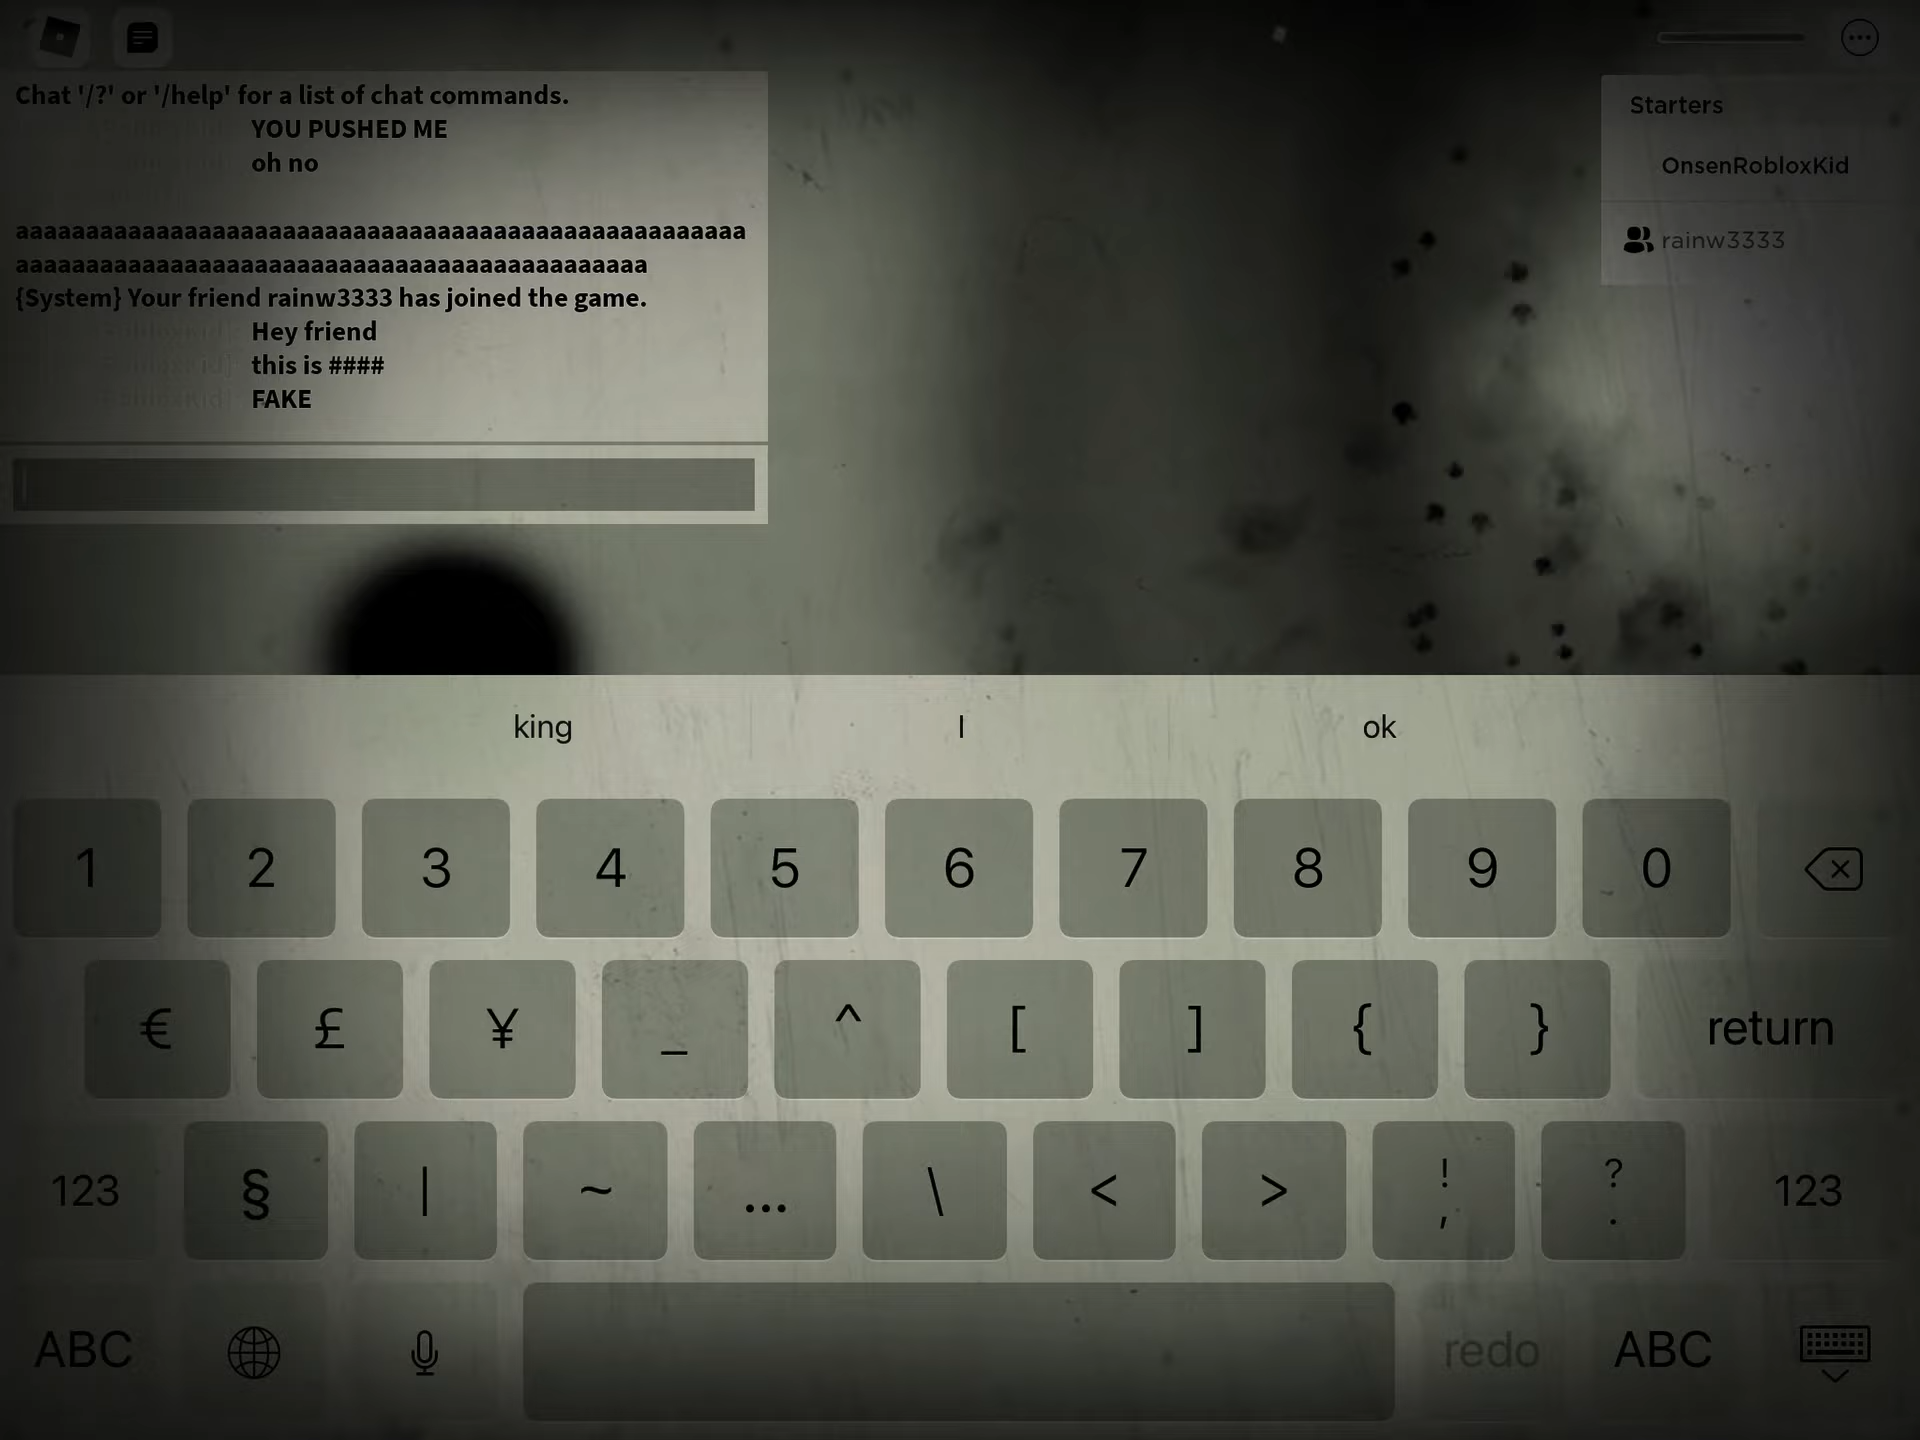 Chat '/?' or '/help' for a list of chat commands.
YOU PUSHED ME
oh no
aaaaaaaaaaaaaaaaaaaaaaaaaaaaaaaaaaaaaaaaaaaaaaaaaaaa
aaaaaaaaaaaaaaaaaaaaaaaaaaaaaaaaaaaaaaaaaaaaa
{System} Your friend rainw3333 has joined the game.
Hey friend
this is ####
FAKE
Starters
OnsenRobloxKid
rainw3333
king I ok
1 2 3 4 5 6 7 8 9 0
€ £ ¥ _ ^ [ ] { } return
123 § | ~ … \ < > ! , ? . 123
ABC redo ABC